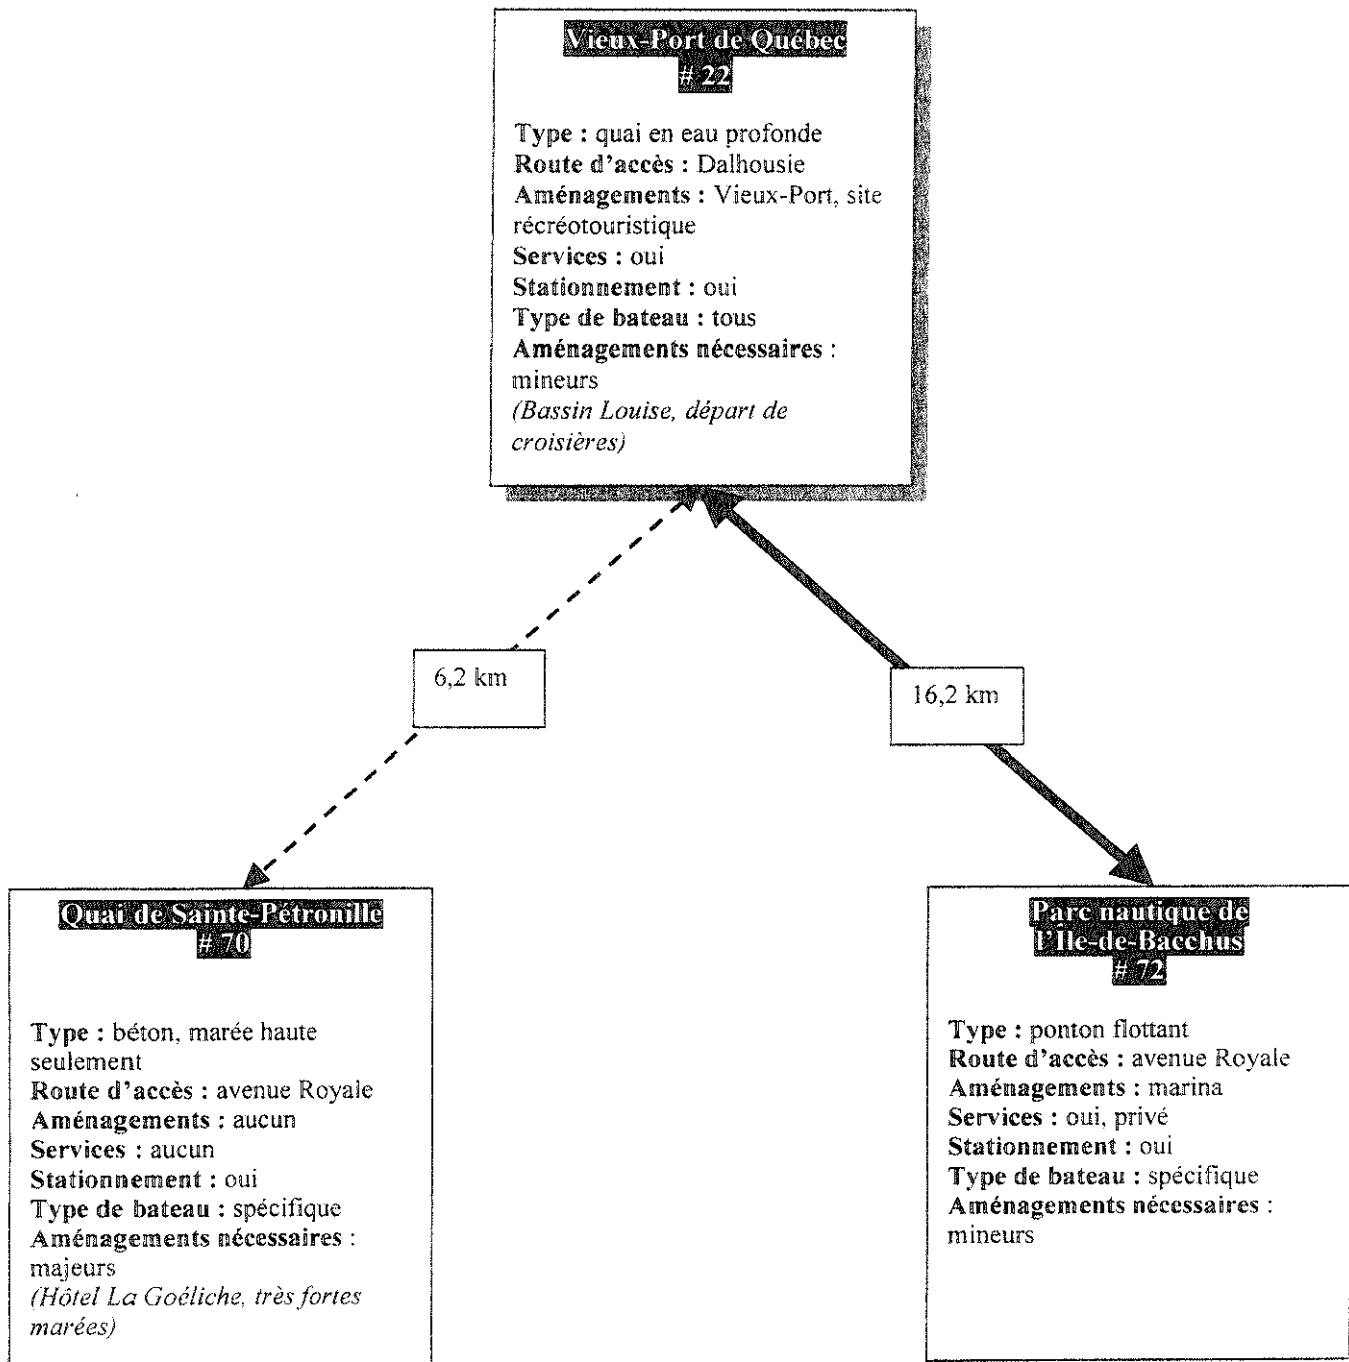 Vieux-Port de Québec
# 22
Type : quai en eau profonde
Route d'accès : Dalhousie
Aménagements : Vieux-Port, site
récréotouristique
Services : oui
Stationnement : oui
Type de bateau : tous
Aménagements nécessaires :
mineurs
(Bassin Louise, départ de
croisières)
6,2 km
16,2 km
Quai de Sainte-Pétronille
# 70
Type : béton, marée haute
seulement
Route d'accès : avenue Royale
Aménagements : aucun
Services : aucun
Stationnement : oui
Type de bateau : spécifique
Aménagements nécessaires :
majeurs
(Hôtel La Goéliche, très fortes
marées)
Parc nautique de
l'Île-de-Bacchus
# 72
Type : ponton flottant
Route d'accès : avenue Royale
Aménagements : marina
Services : oui, privé
Stationnement : oui
Type de bateau : spécifique
Aménagements nécessaires :
mineurs